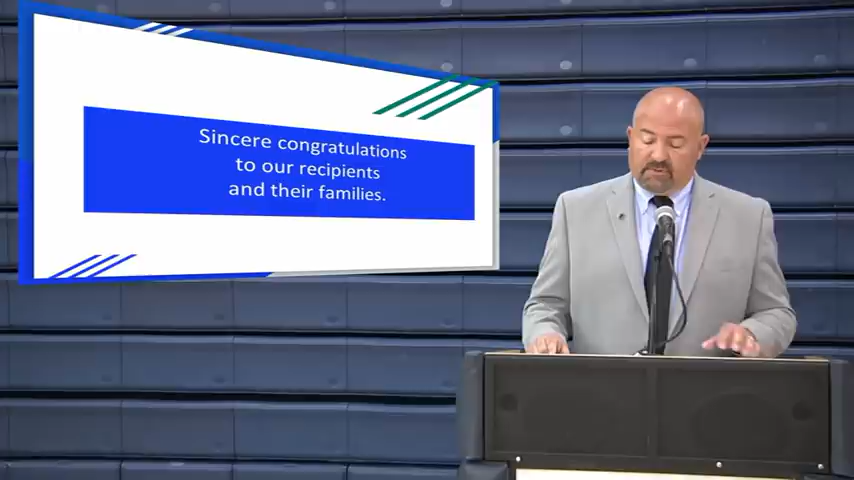 Sincere congratulations
to our recipients
and their families.